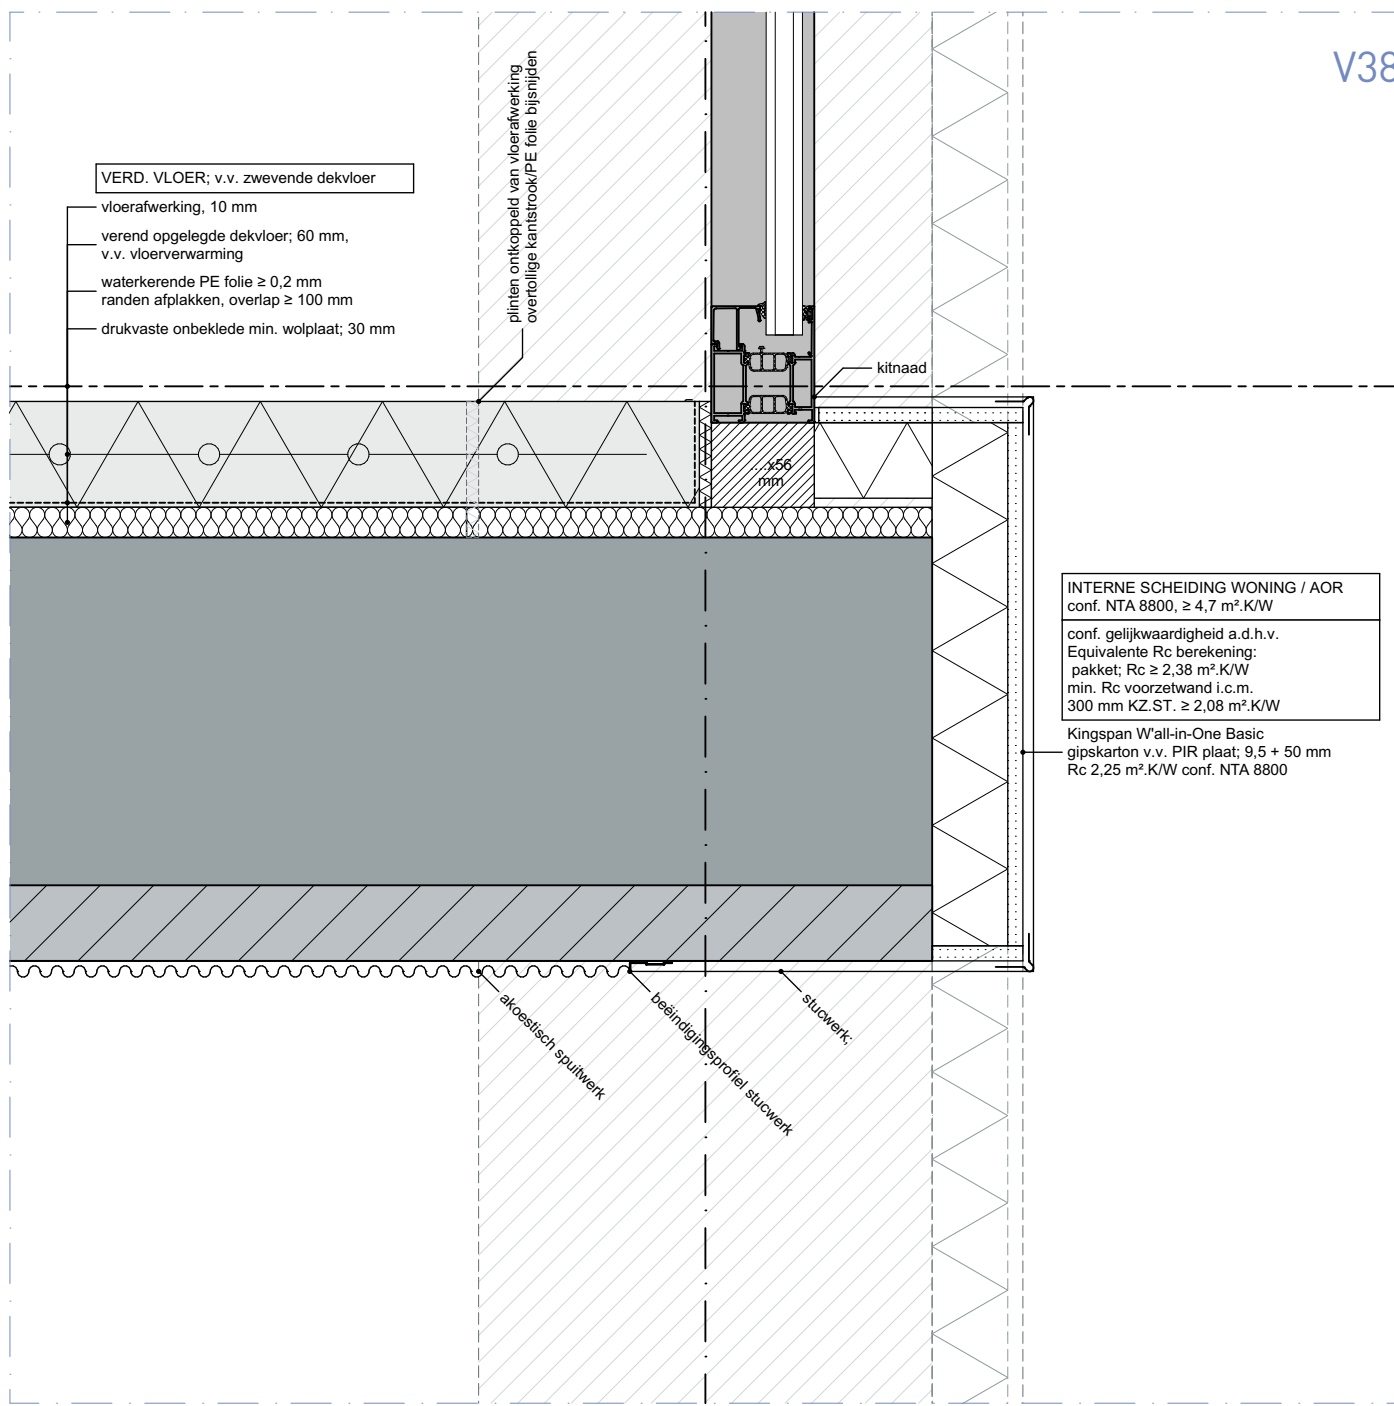 V38
VERD. VLOER; v.v. zwevende dekvloer
vloerafwerking, 10 mm
verend opgelegde dekvloer; 60 mm,
v.v. vloerverwarming
waterkerende PE folie ≥ 0,2 mm
randen afplakken, overlap ≥ 100 mm
drukvaste onbeklede min. wolplaat; 30 mm
plinten ontkoppeld van vloerafwerking
overtollige kantstrook/PE folie bijsnijden
kitnaad
...x56
mm
INTERNE SCHEIDING WONING / AOR
conf. NTA 8800, ≥ 4,7 m².K/W
conf. gelijkwaardigheid a.d.h.v.
Equivalente Rc berekening:
pakket; Rc ≥ 2,38 m².K/W
min. Rc voorzetwand i.c.m.
300 mm KZ.ST. ≥ 2,08 m².K/W
Kingspan W'all-in-One Basic
gipskarton v.v. PIR plaat; 9,5 + 50 mm
Rc 2,25 m².K/W conf. NTA 8800
akoestisch spuitwerk
beëindigingsprofiel stucwerk
stucwerk;